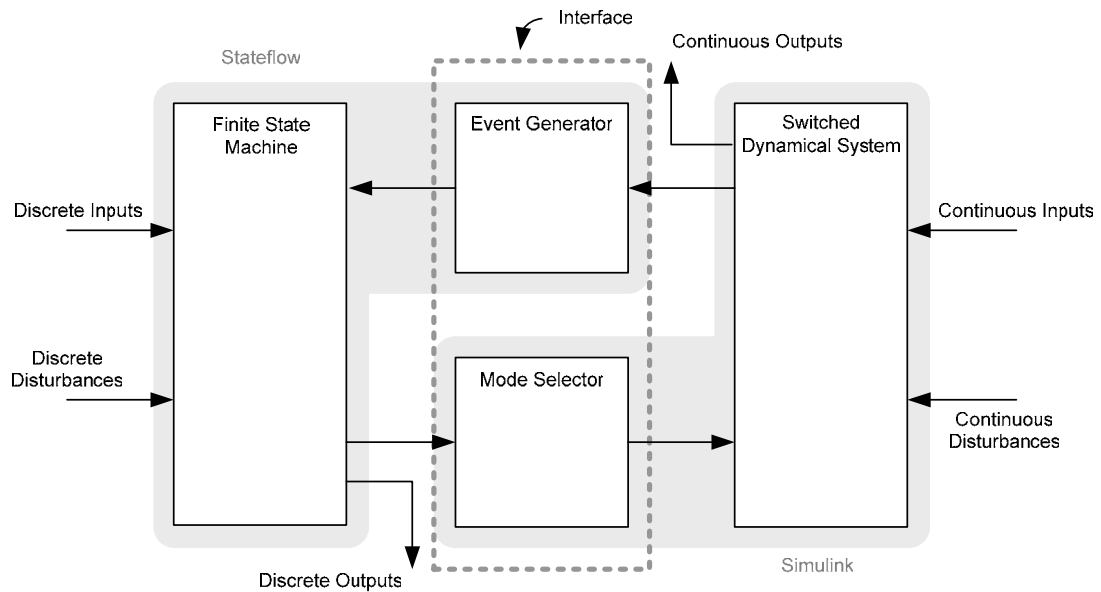 Interface
Continuous Outputs
Stateflow
Finite State
Machine
Event Generator
Switched
Dynamical System
Discrete Inputs
Continuous Inputs
Discrete
Disturbances
Mode Selector
Continuous
Disturbances
Discrete Outputs
Simulink